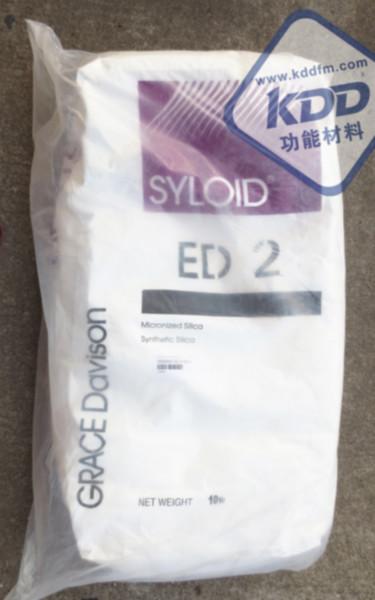 www.kddfm.com
KDD
功能材料
SYLOID®
ED 2
Micronized Silica
Synthetic Silica
GRACE Davison
NET WEIGHT 10